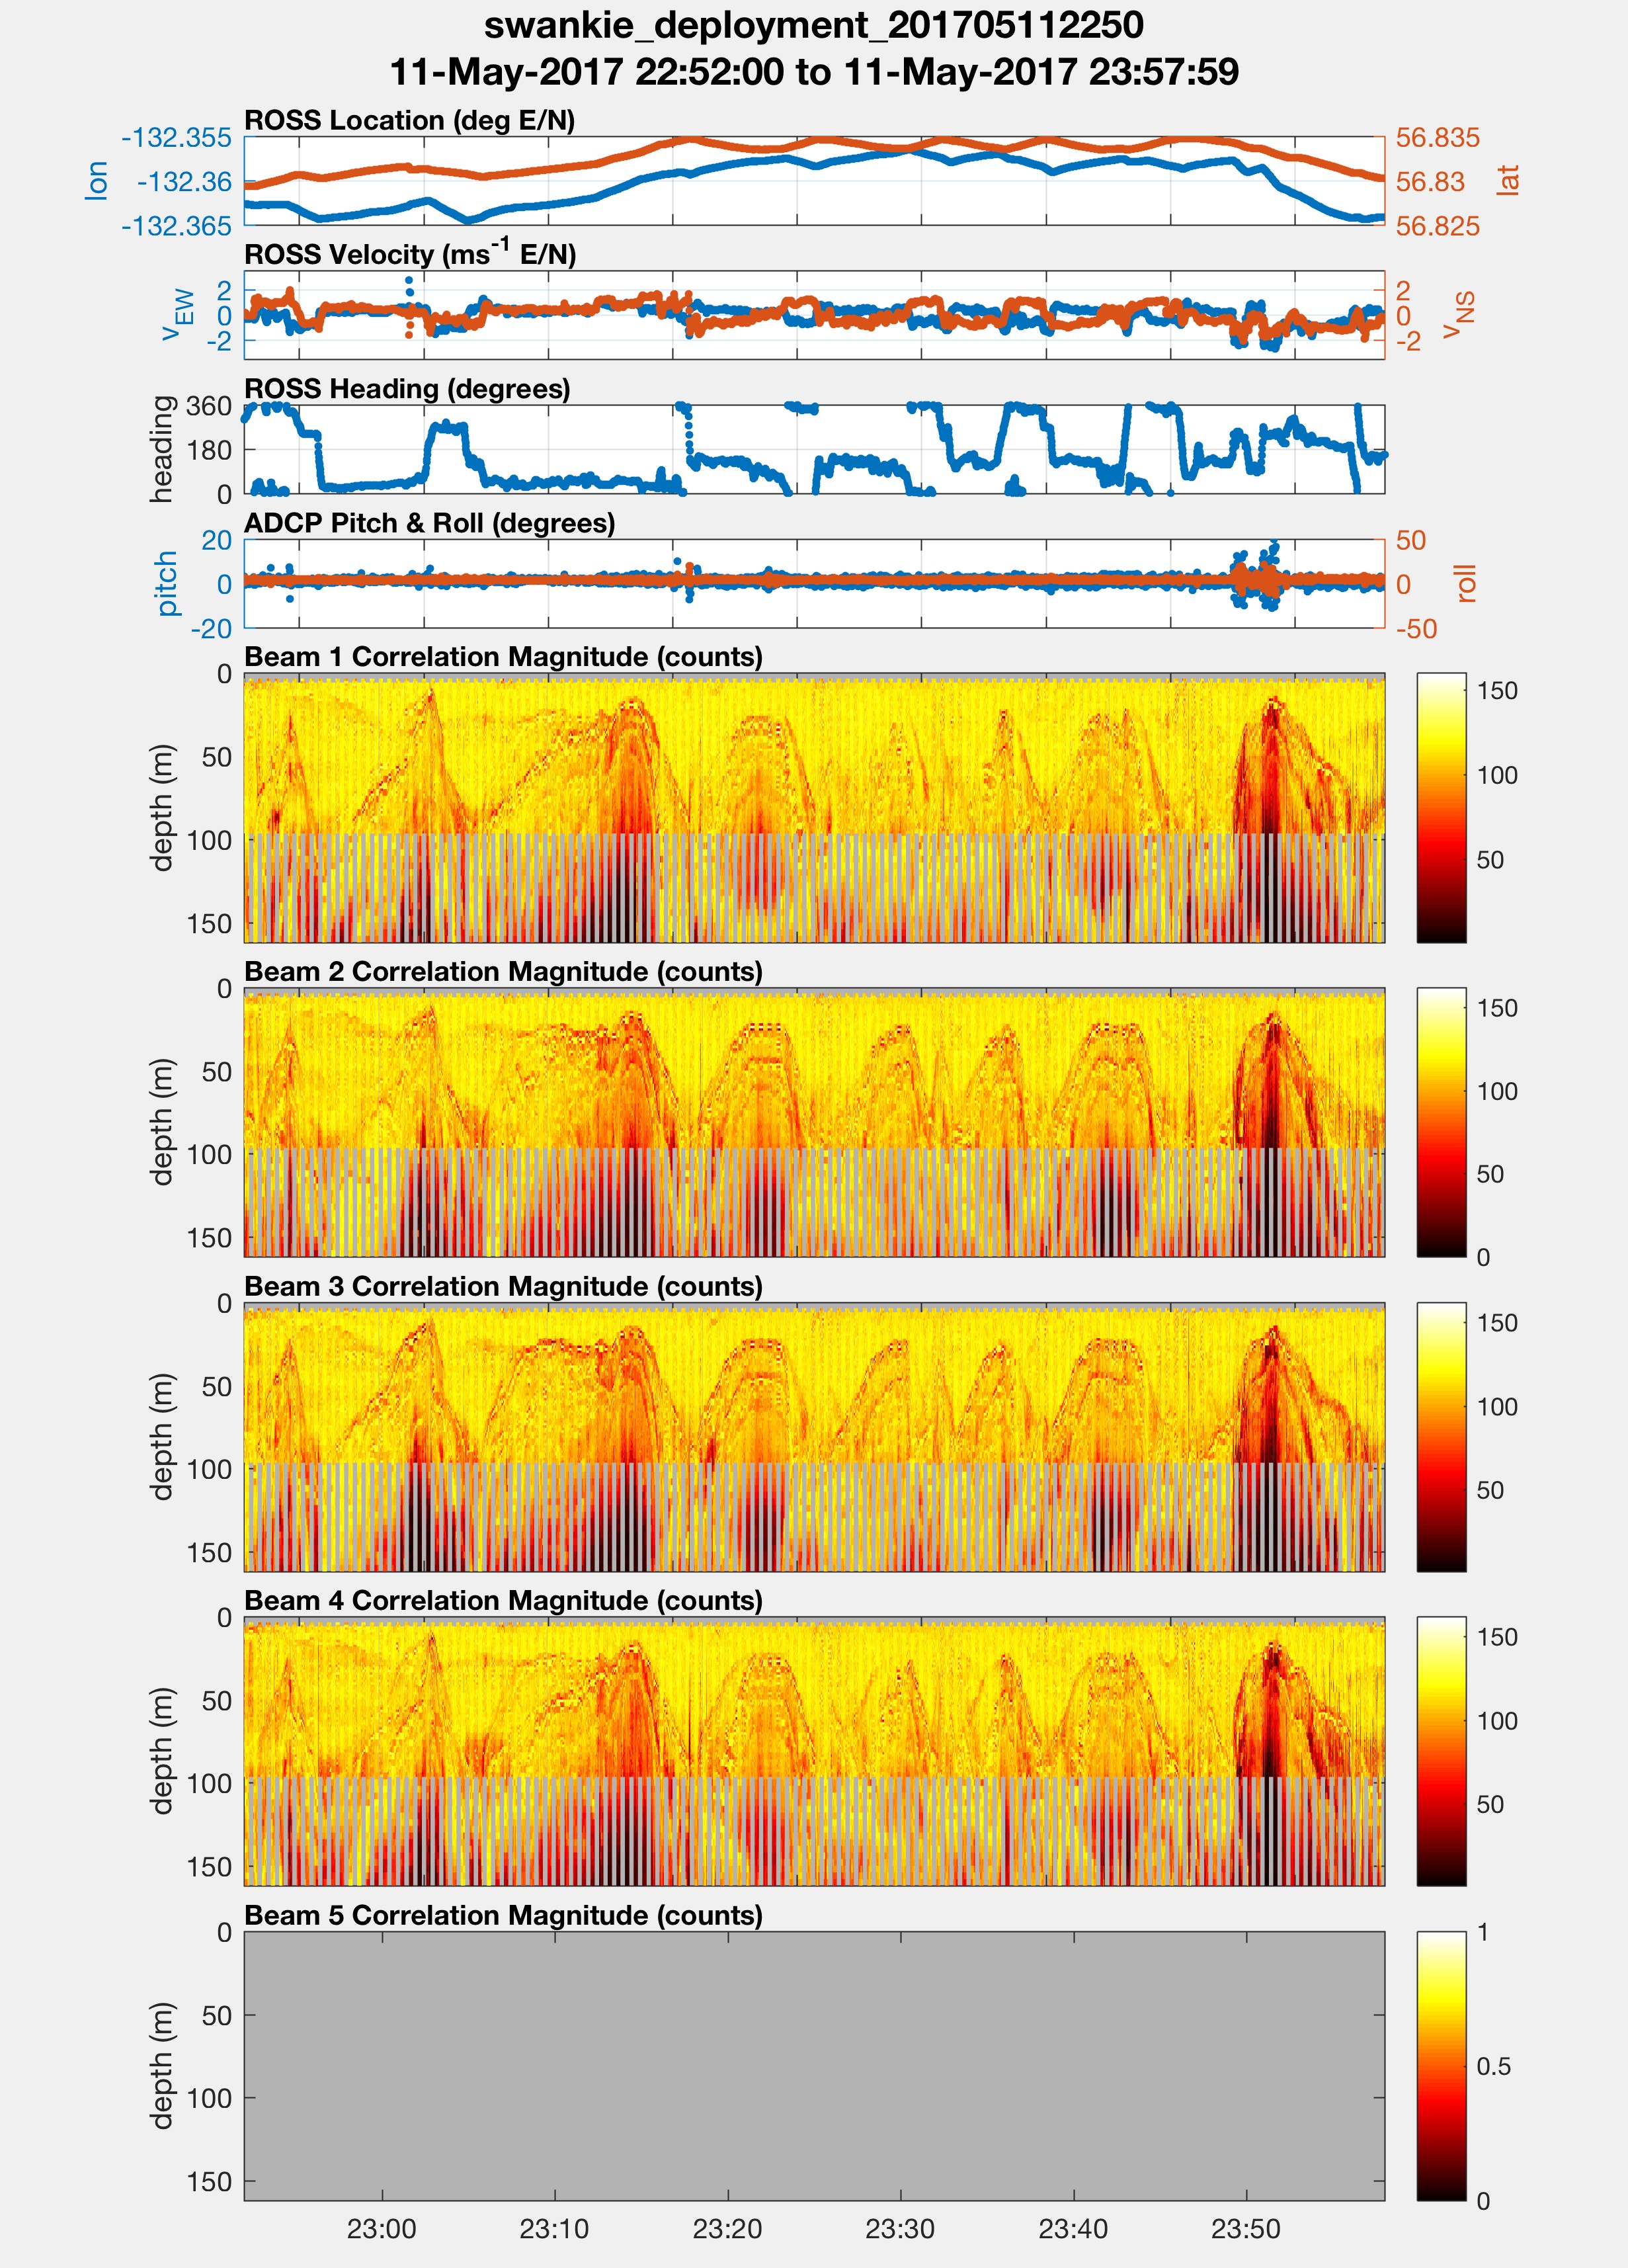 swankie_deployment_201705112250
11-May-2017 22:52:00 to 11-May-2017 23:57:59
ROSS Location (deg E/N)
-132.355
-132.36
-132.365
lon
56.835
56.83
56.825
lat
ROSS Velocity (ms-1 E/N)
2
0
-2
vEW
2
0
-2
vNS
ROSS Heading (degrees)
360
180
0
heading
ADCP Pitch & Roll (degrees)
20
0
-20
pitch
50
0
-50
roll
Beam 1 Correlation Magnitude (counts)
0
50
100
150
depth (m)
150
100
50
Beam 2 Correlation Magnitude (counts)
0
50
100
150
depth (m)
150
100
50
0
Beam 3 Correlation Magnitude (counts)
0
50
100
150
depth (m)
150
100
50
Beam 4 Correlation Magnitude (counts)
0
50
100
150
depth (m)
150
100
50
Beam 5 Correlation Magnitude (counts)
0
50
100
150
depth (m)
1
0.5
0
23:00 23:10 23:20 23:30 23:40 23:50